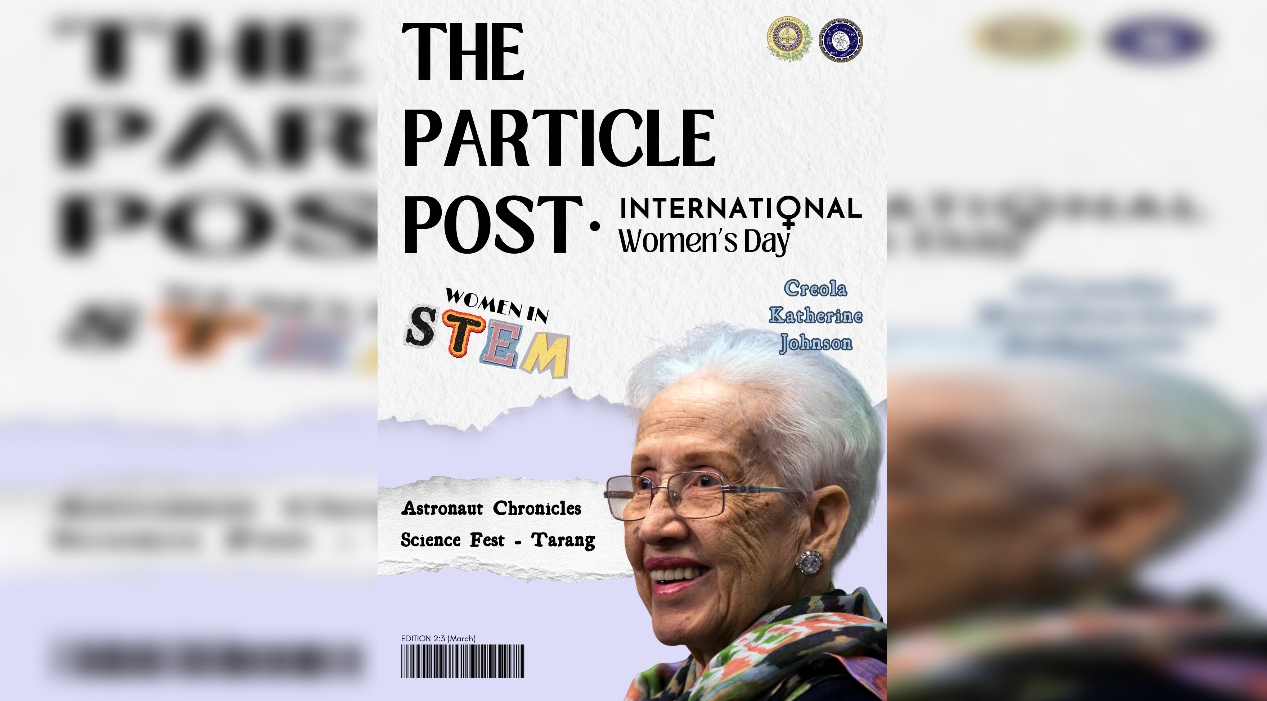 THE
PARTICLE
POST·
INTERNATIONAL
Women's Day
WOMEN IN
STEM
Creola
Katherine
Johnson
Astronaut Chronicles
Science Fest - Tarang
EDITION 2:3 (March)